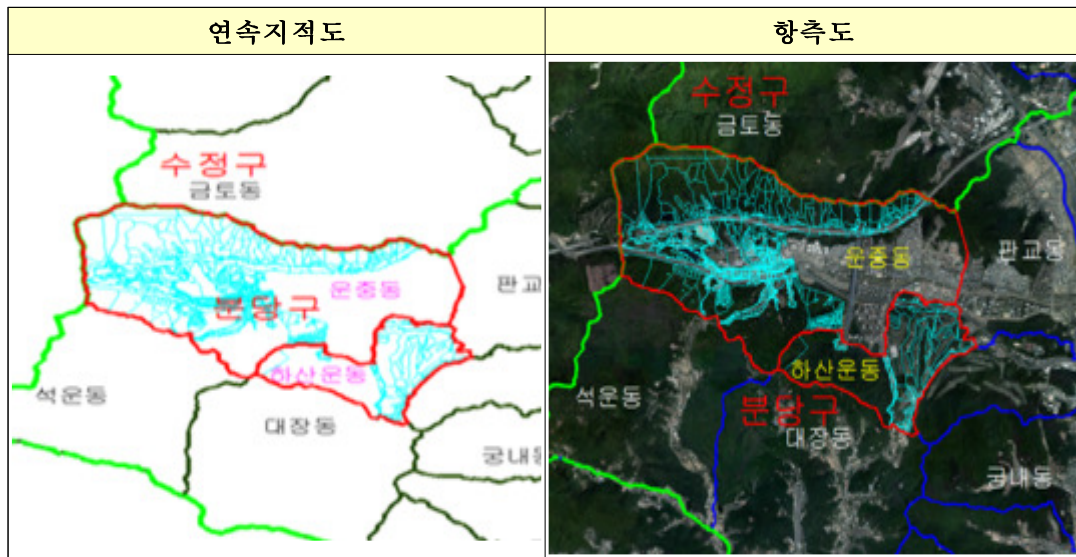 연속지적도
항측도
수정구
금토동
운중동
분당구
판교
하산운동
석운동
대장동
궁내동
수정구
금토동
판교동
운중동
하산운동
석운동
분당구
대장동
궁내동